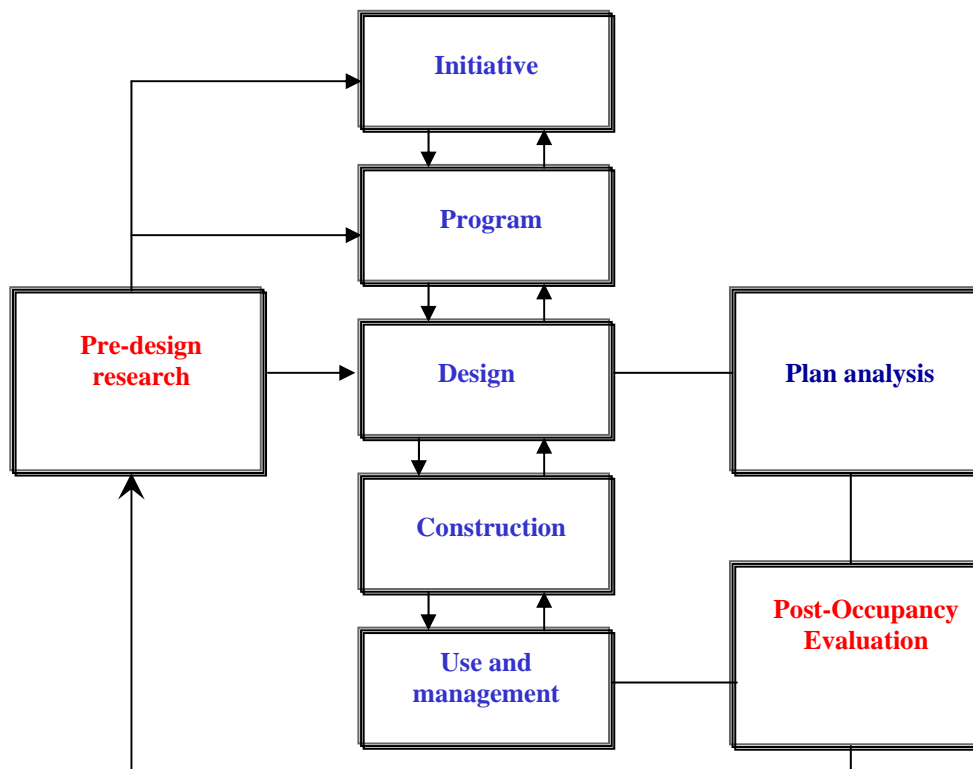 Initiative
Program
Pre-design
research
Design
Plan analysis
Construction
Post-Occupancy
Evaluation
Use and
management